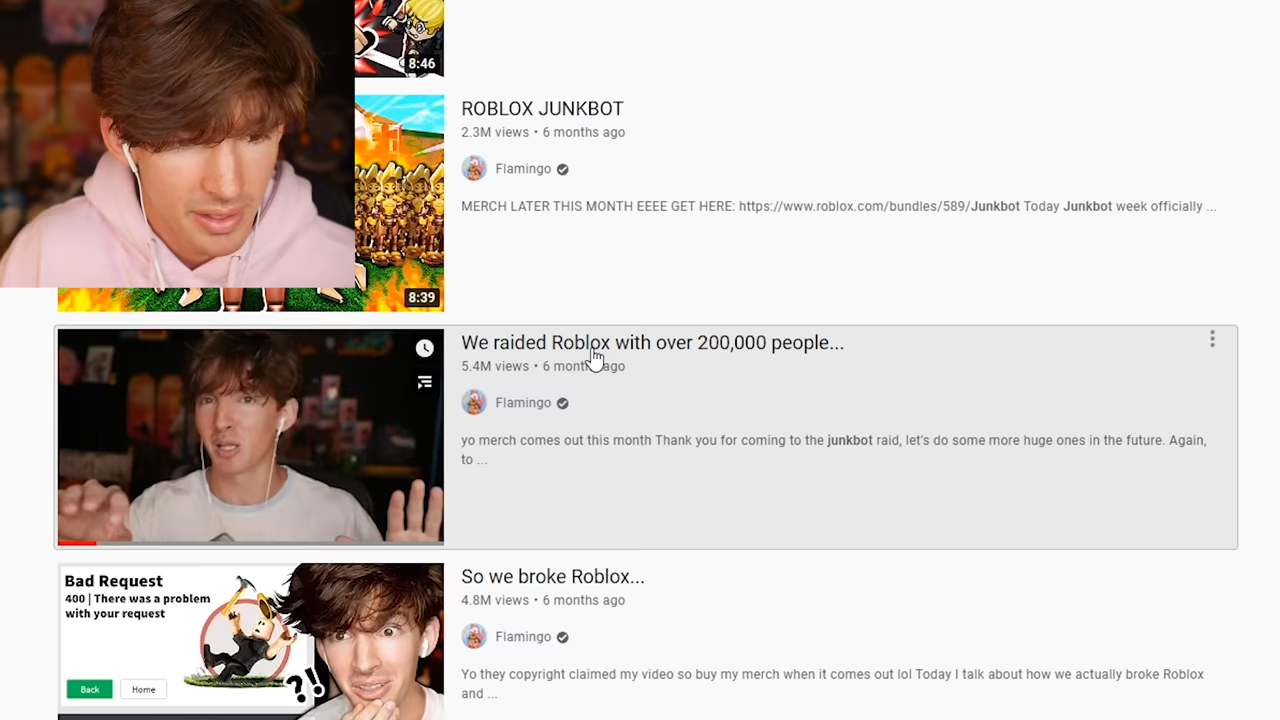 8:46
ROBLOX JUNKBOT
2.3M views • 6 months ago
Flamingo
MERCH LATER THIS MONTH EEEE GET HERE: https://www.roblox.com/bundles/589/Junkbot Today Junkbot week officially ...
8:39
We raided Roblox with over 200,000 people...
5.4M views • 6 months ago
Flamingo
yo merch comes out this month Thank you for coming to the junkbot raid, let's do some more huge ones in the future. Again,
to ...
Bad Request
400 | There was a problem
with your request
Back
Home
?!
So we broke Roblox...
4.8M views • 6 months ago
Flamingo
Yo they copyright claimed my video so buy my merch when it comes out lol Today I talk about how we actually broke Roblox
and ...